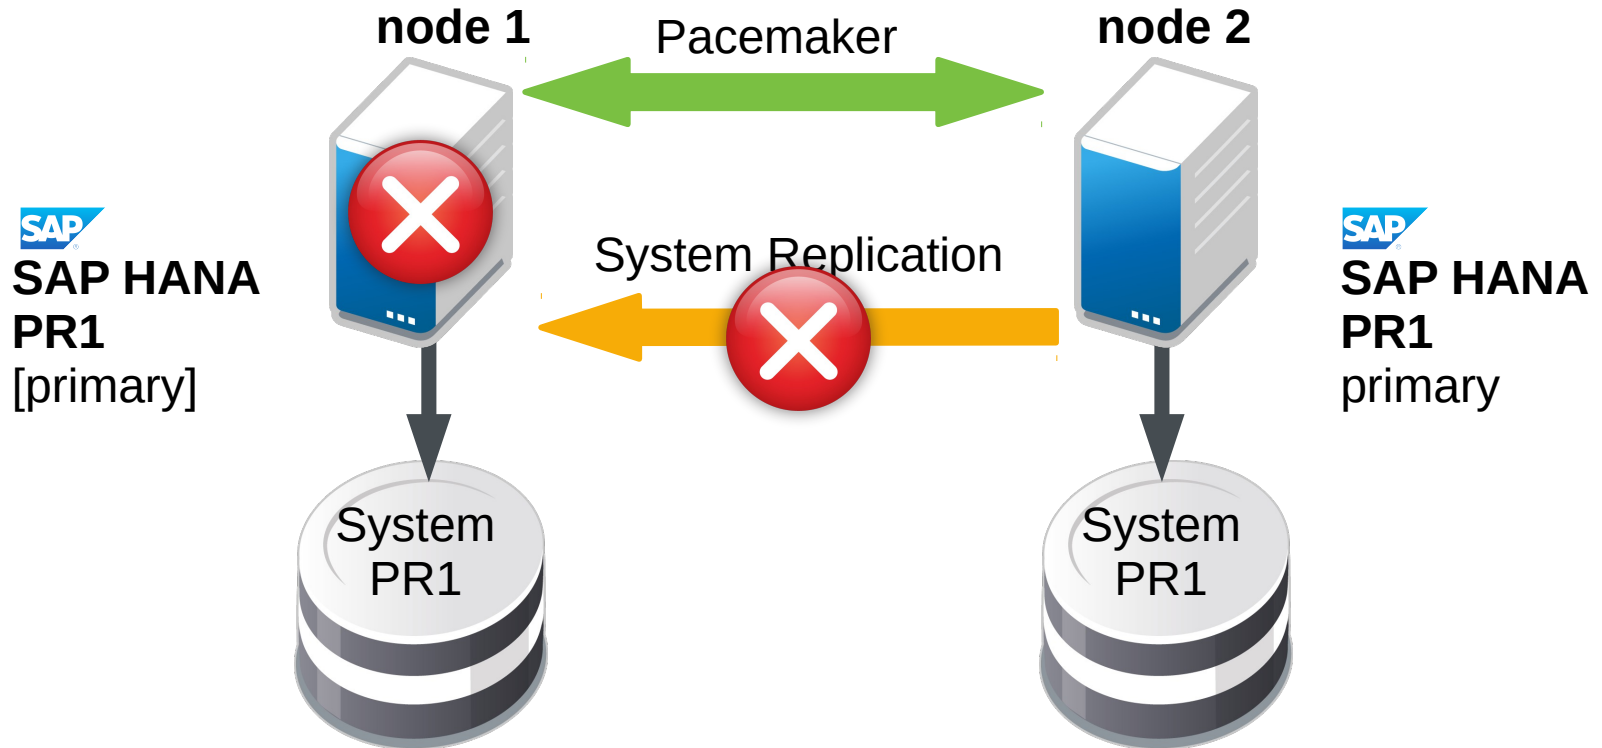 node 1
Pacemaker
node 2
SAP
SAP HANA
PR1
[primary]
System Replication
SAP
SAP HANA
PR1
primary
System
PR1
System
PR1